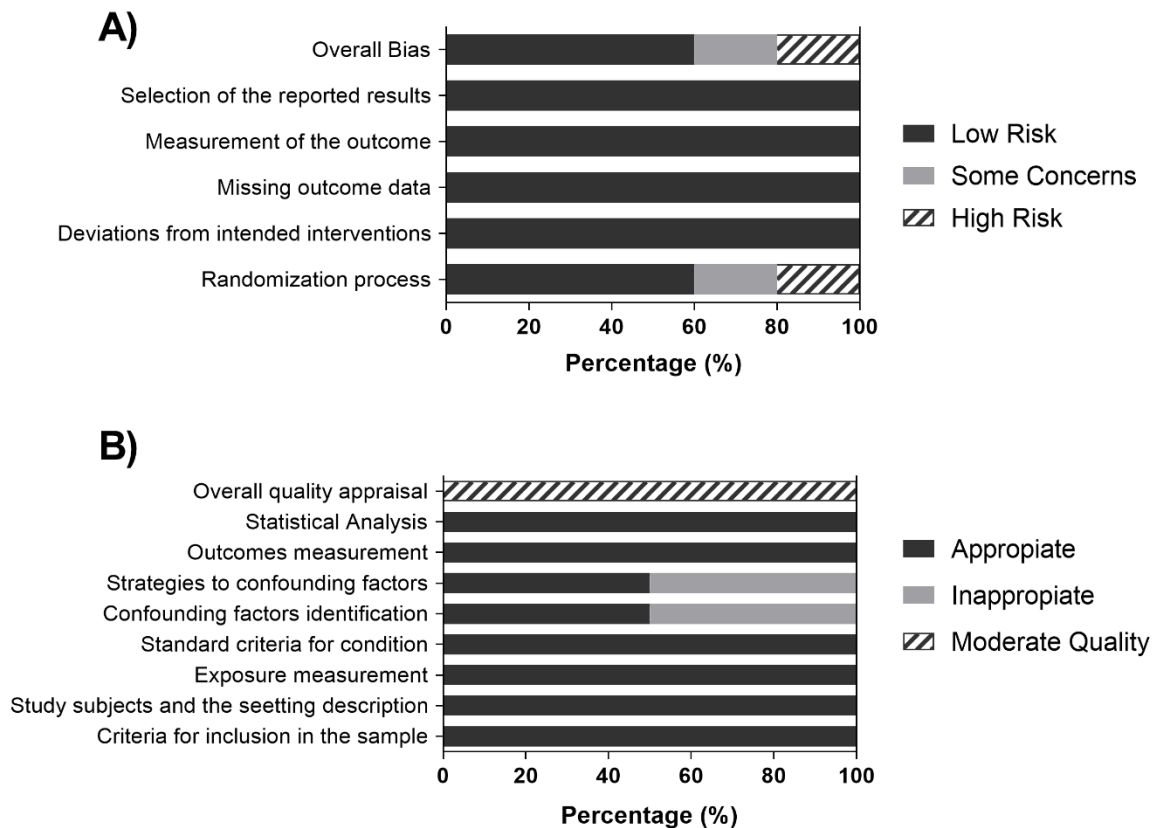 A)
Overall Bias
Selection of the reported results
Measurement of the outcome
Missing outcome data
Deviations from intended interventions
Randomization process
0 20 40 60 80 100
Percentage (%)
Low Risk
Some Concerns
High Risk
B)
Overall quality appraisal
Statistical Analysis
Outcomes measurement
Strategies to confounding factors
Confounding factors identification
Standard criteria for condition
Exposure measurement
Study subjects and the seetting description
Criteria for inclusion in the sample
0 20 40 60 80 100
Percentage (%)
Appropiate
Inappropiate
Moderate Quality